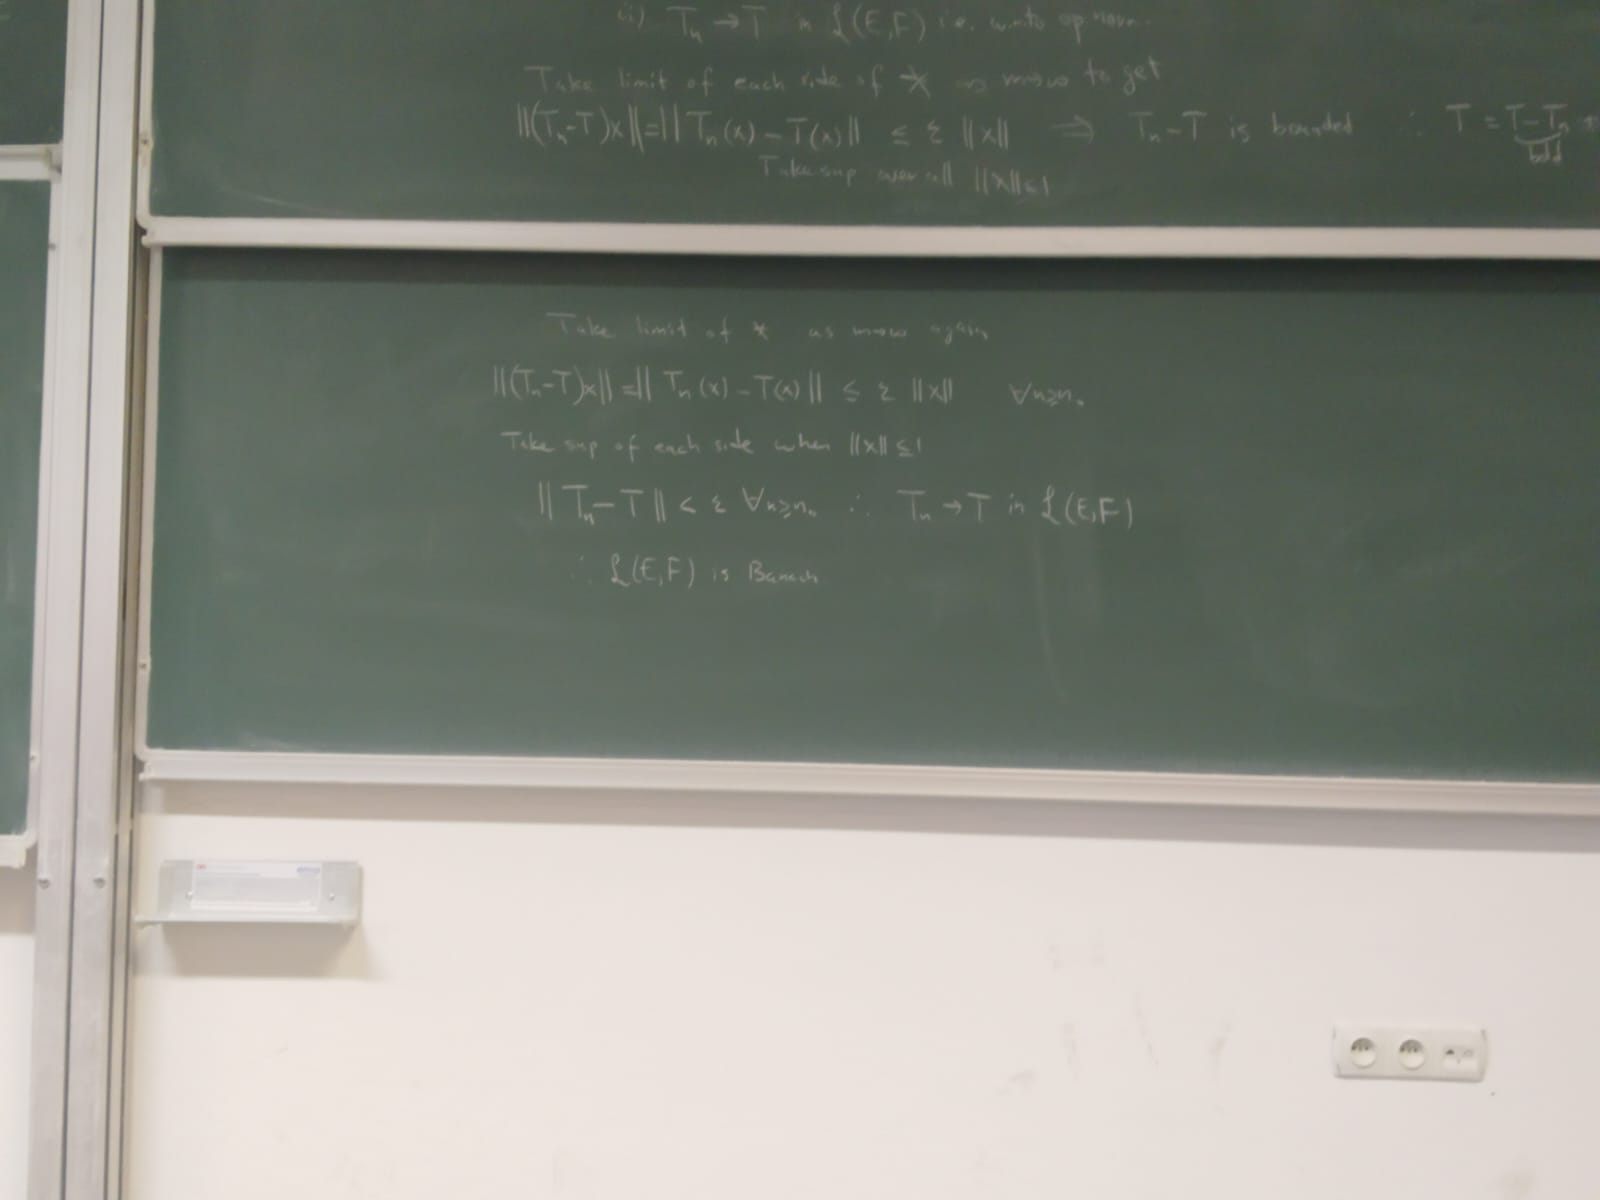 ii) Tₙ → T in ℒ(E,F) i.e. w.r.to op norm.
Take limit of each side of * as m→∞ to get
||(Tₙ-T)x|| = ||Tₙ(x) - T(x)|| ≤ ε ||x|| ⇒ Tₙ-T is bounded ∴ T = T-Tₙ +
bdd
Take sup over all ||x||≤1
Take limit of * as m→∞ again
||(Tₙ-T)x|| = ||Tₙ(x) - T(x)|| ≤ ε ||x|| ∀n≥n₀
Take sup of each side when ||x|| ≤1
||Tₙ-T|| < ε ∀n≥n₀ ∴ Tₙ → T in ℒ(E,F)
∴ ℒ(E,F) is Banach